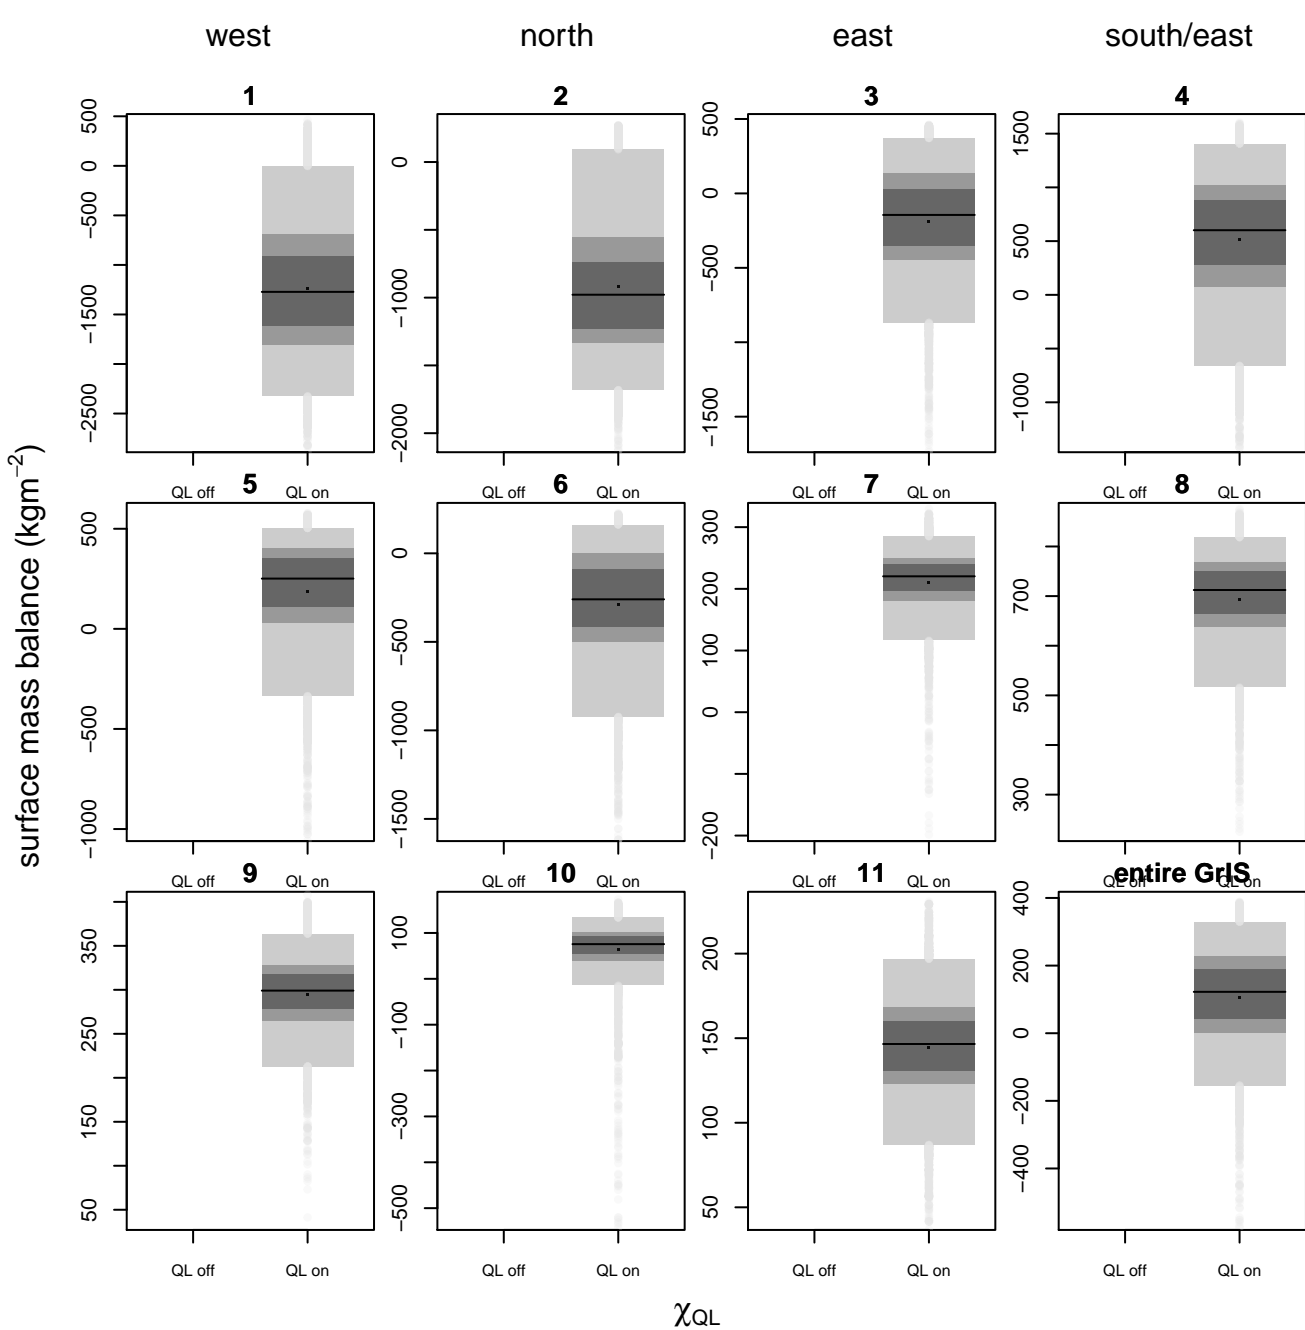 west north east south/east
1 2 3 4
500 0 −500 −1500 −2500
0 −1000 −2000
500 0 −500 −1500
1500 500 0 −1000
QL off QL on QL off QL on QL off QL on QL off QL on
5 6 7 8
500 0 −500 −1000
0 −500 −1000 −1500
300 200 100 0 −200
700 500 300
QL off QL on QL off QL on QL off QL on QL off QL on
9 10 11 entire GrIS
350 250 150 50
100 −100 −300 −500
200 150 100 50
400 200 0 −200 −400
QL off QL on QL off QL on QL off QL on QL off QL on
surface mass balance (kgm⁻²)
χQL